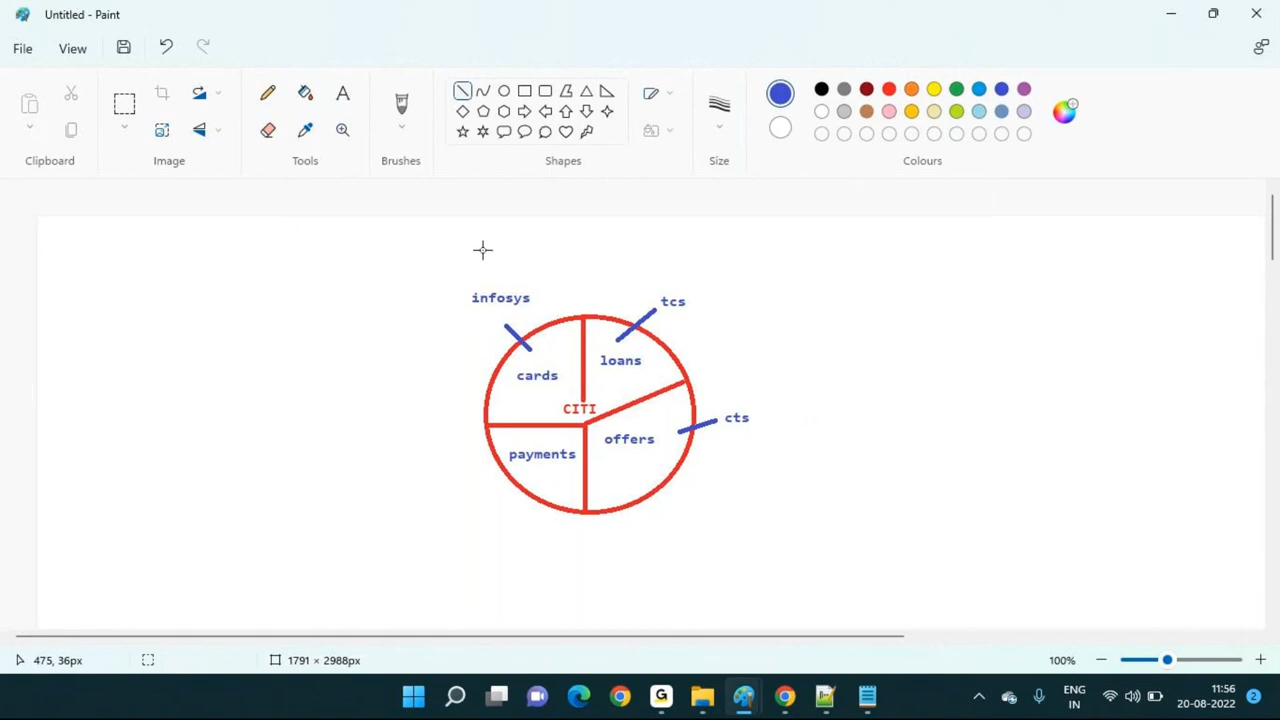 Untitled - Paint
File View
Clipboard Image Tools Brushes Shapes Size Colours
infosys
tcs
loans
cards
CITI
cts
offers
payments
475, 36px
1791 × 2988px
100%
ENG
IN
11:56
20-08-2022
2